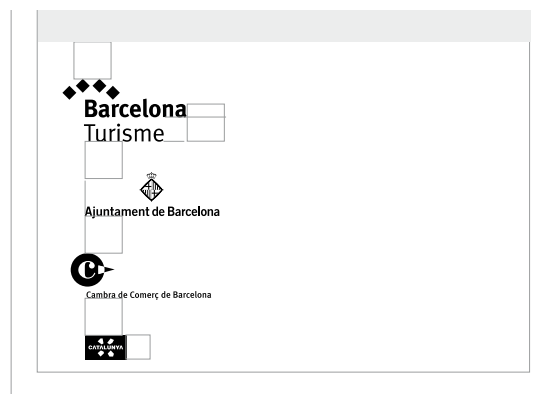 Barcelona
Turisme
Ajuntament de Barcelona
C
Cambra de Comerç de Barcelona
CATALUNYA